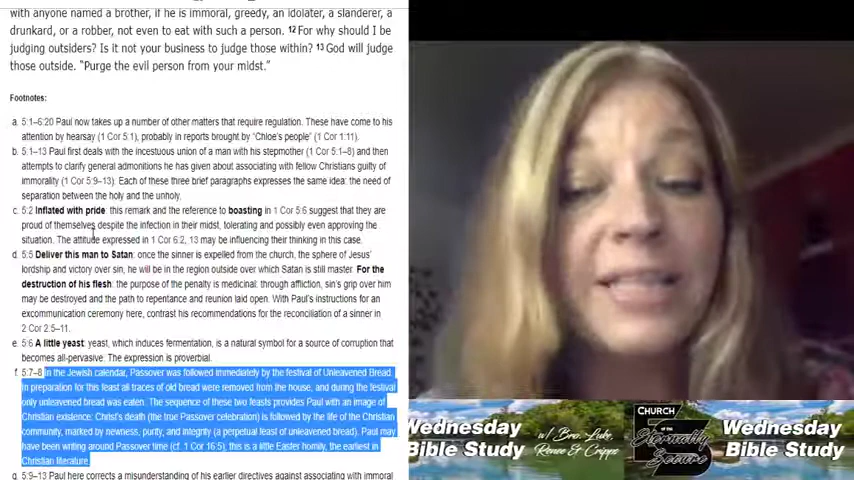 with anyone named a brother, if he is immoral, greedy, an idolater, a slanderer, a
drunkard, or a robber, not even to eat with such a person. 12 For why should I be
judging outsiders? Is it not your business to judge those within? 13 God will judge
those outside. “Purge the evil person from your midst.”
Footnotes:
a. 5:1–6:20 Paul now takes up a number of other matters that require regulation. These have come to his
attention by hearsay (1 Cor 5:1), probably in reports brought by “Chloe’s people” (1 Cor 1:11).
b. 5:1–13 Paul first deals with the incestuous union of a man with his stepmother (1 Cor 5:1–8) and then
attempts to clarify general admonitions he has given about associating with fellow Christians guilty of
immorality (1 Cor 5:9–13). Each of these three brief paragraphs expresses the same idea: the need of
separation between the holy and the unholy.
c. 5:2 Inflated with pride: this remark and the reference to boasting in 1 Cor 5:6 suggest that they are
proud of themselves despite the infection in their midst, tolerating and possibly even approving the
situation. The attitude expressed in 1 Cor 6:2, 13 may be influencing their thinking in this case.
d. 5:5 Deliver this man to Satan: once the sinner is expelled from the church, the sphere of Jesus’
lordship and victory over sin, he will be in the region outside over which Satan is still master. For the
destruction of his flesh: the purpose of the penalty is medicinal: through affliction, sin’s grip over him
may be destroyed and the path to repentance and reunion laid open. With Paul’s instructions for an
excommunication ceremony here, contrast his recommendations for the reconciliation of a sinner in
2 Cor 2:5–11.
e. 5:6 A little yeast: yeast, which induces fermentation, is a natural symbol for a source of corruption that
becomes all-pervasive. The expression is proverbial.
f. 5:7–8 In the Jewish calendar, Passover was followed immediately by the festival of Unleavened Bread.
In preparation for this feast all traces of old bread were removed from the house, and during the festival
only unleavened bread was eaten. The sequence of these two feasts provides Paul with an image of
Christian existence: Christ’s death (the true Passover celebration) is followed by the life of the Christian
community, marked by newness, purity, and integrity (a perpetual feast of unleavened bread). Paul may
have been writing around Passover time (cf. 1 Cor 16:5); this is a little Easter homily, the earliest in
Christian literature.
g. 5:9–13 Paul here corrects a misunderstanding of his earlier directives against associating with immoral
Wednesday
Bible Study
w/ Bro. Luke,
Renee & Cripps
CHURCH
of the
Eternally
Secure
Wednesday
Bible Study